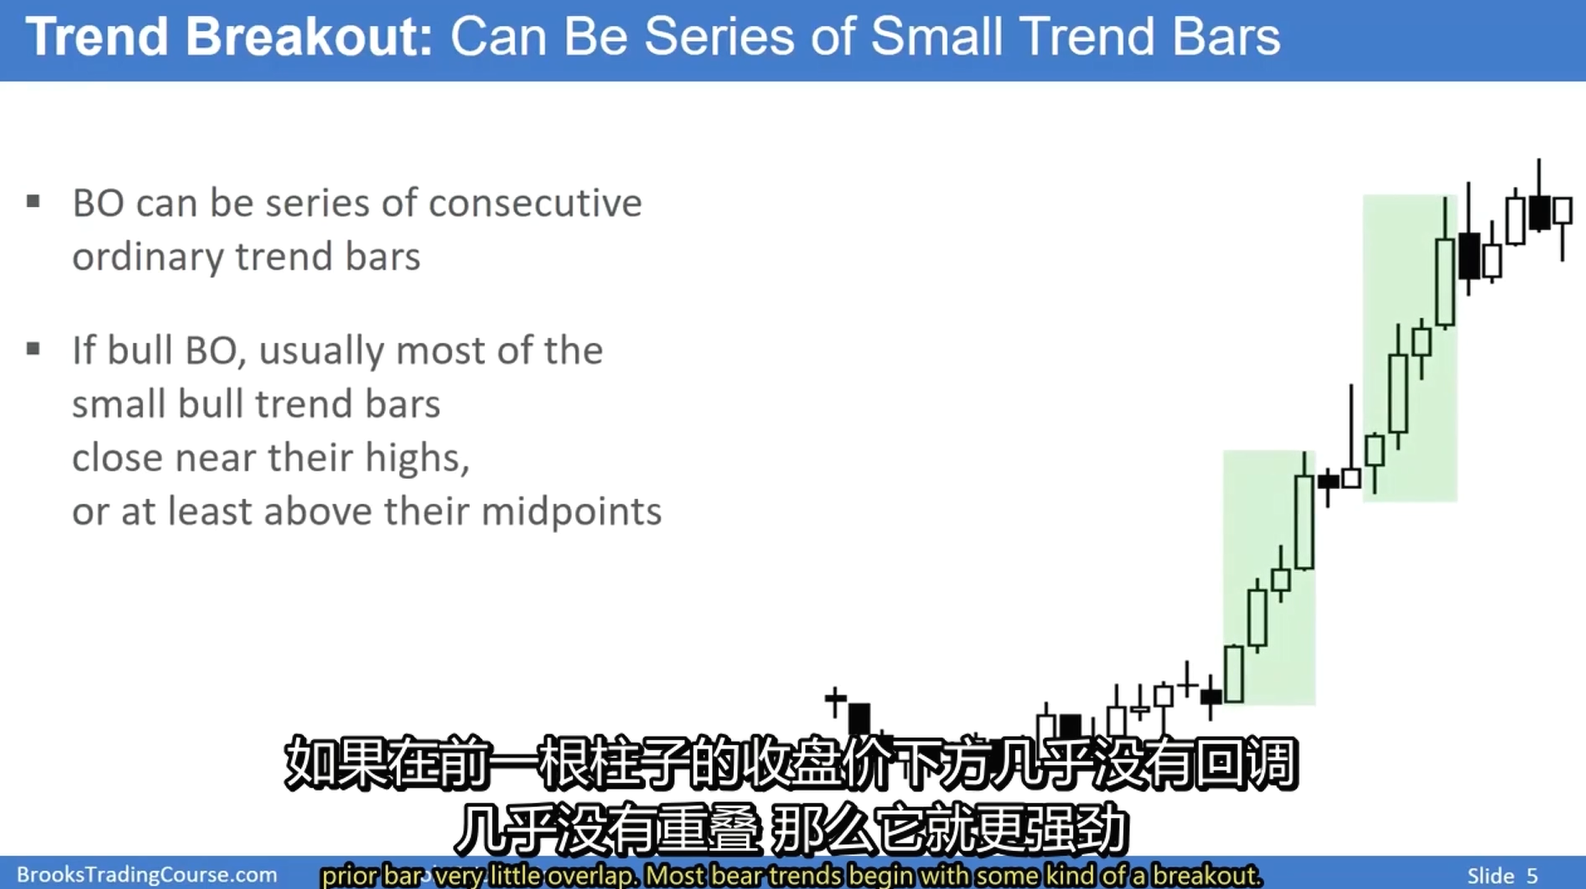 Trend Breakout: Can Be Series of Small Trend Bars
▪ BO can be series of consecutive
ordinary trend bars
▪ If bull BO, usually most of the
small bull trend bars
close near their highs,
or at least above their midpoints
如果在前一根柱子的收盘价下方几乎没有回调
几乎没有重叠 那么它就更强劲
BrooksTradingCourse.com
prior bar very little overlap. Most bear trends begin with some kind of a breakout.
Slide 5